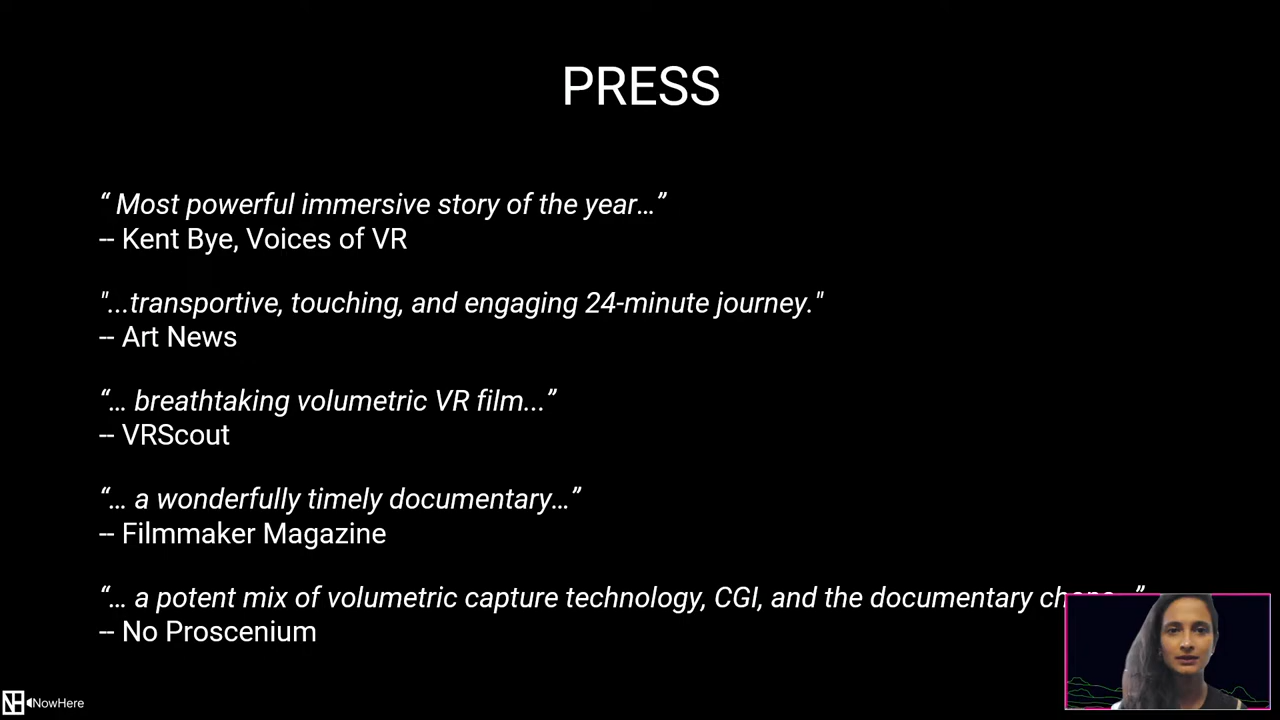 PRESS
“ Most powerful immersive story of the year…”
-- Kent Bye, Voices of VR
"...transportive, touching, and engaging 24-minute journey."
-- Art News
“… breathtaking volumetric VR film...”
-- VRScout
“… a wonderfully timely documentary…”
-- Filmmaker Magazine
“… a potent mix of volumetric capture technology, CGI, and the documentary
-- No Proscenium
NowHere